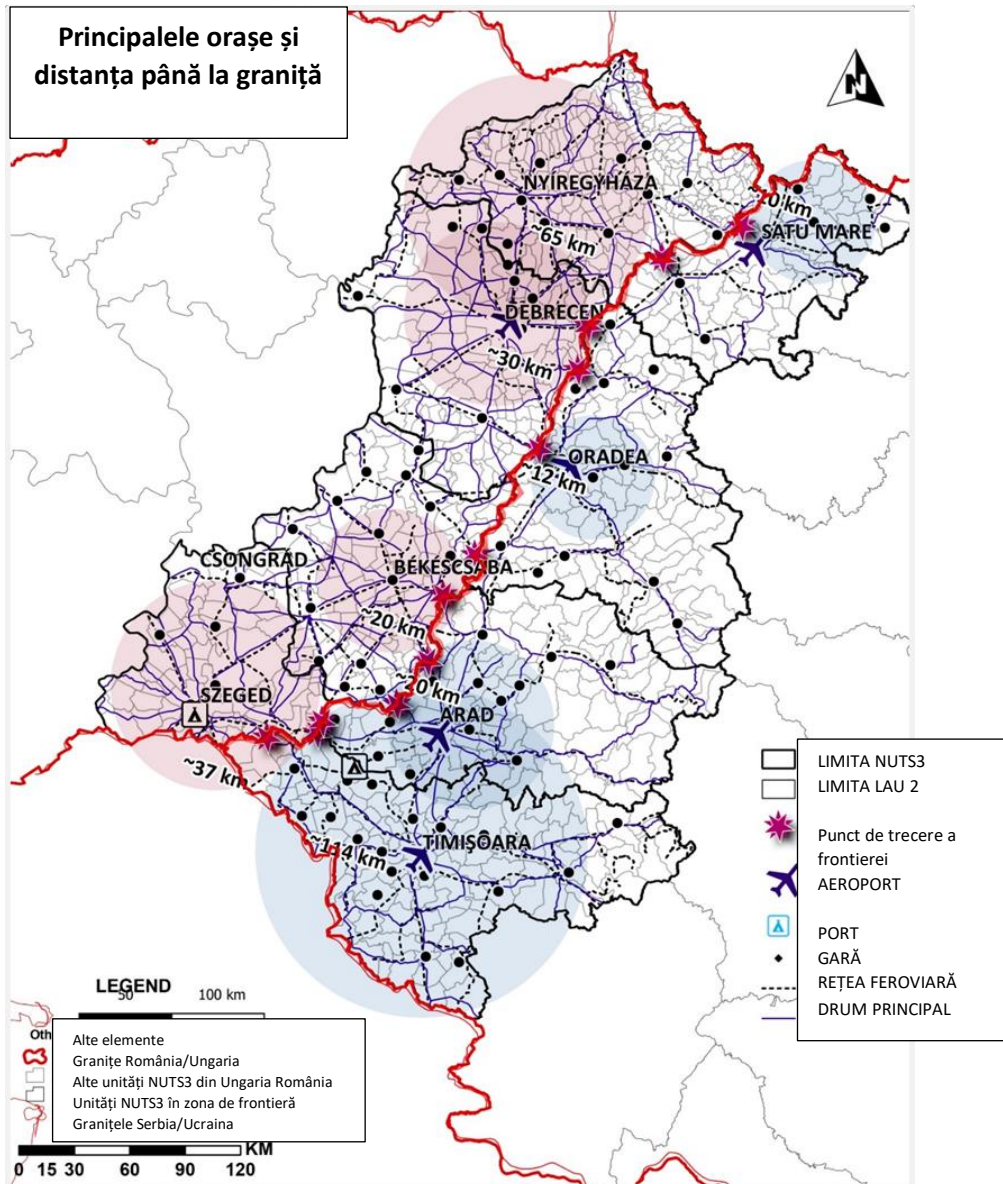 Principalele orașe și
distanța până la graniță
N
NYÍREGYHÁZA
SATU MARE
~65 km
DEBRECEN
~30 km
ORADEA
~12 km
CSONGRAD
BÉKÉSCSABA
~20 km
SZEGED
~20 km
ARAD
~37 km
TIMIŞOARA
~114 km
LIMITA NUTS3
LIMITA LAU 2
Punct de trecere a
frontierei
AEROPORT
PORT
GARĂ
REȚEA FEROVIARĂ
DRUM PRINCIPAL
LEGEND
50 100 km
Oth
Alte elemente
Granițe România/Ungaria
Alte unități NUTS3 din Ungaria România
Unități NUTS3 în zona de frontieră
Granițele Serbia/Ucraina
KM
0 15 30 60 90 120